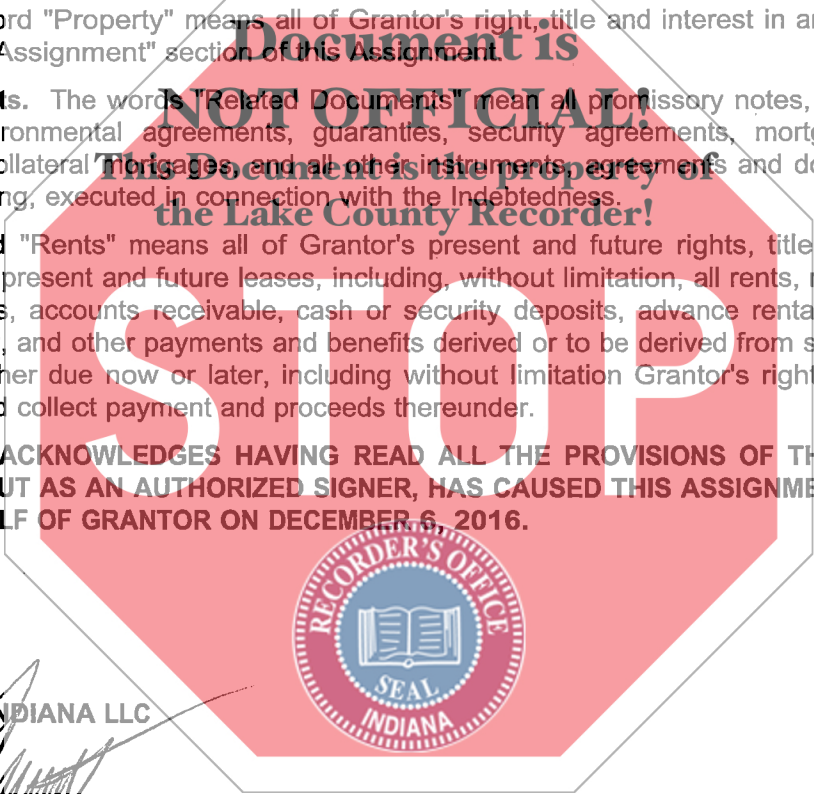 ord "Property" means all of Grantor's right, title and interest in an
Assignment" section of this Assignment.
Document is
ts. The words "Related Documents" mean all promissory notes,
NOT OFFICIAL!
ronmental agreements, guaranties, security agreements, mortg
ollateral mortgages, and all other instruments, agreements and do
This Document is the property of
ng, executed in connection with the Indebtedness.
the Lake County Recorder!
d "Rents" means all of Grantor's present and future rights, title
present and future leases, including, without limitation, all rents, r
s, accounts receivable, cash or security deposits, advance renta
, and other payments and benefits derived or to be derived from s
her due now or later, including without limitation Grantor's right
d collect payment and proceeds thereunder.
STOP
ACKNOWLEDGES HAVING READ ALL THE PROVISIONS OF TH
UT AS AN AUTHORIZED SIGNER, HAS CAUSED THIS ASSIGNME
LF OF GRANTOR ON DECEMBER 6, 2016.
RECORDER'S OFFICE
SEAL
INDIANA
NDIANA LLC